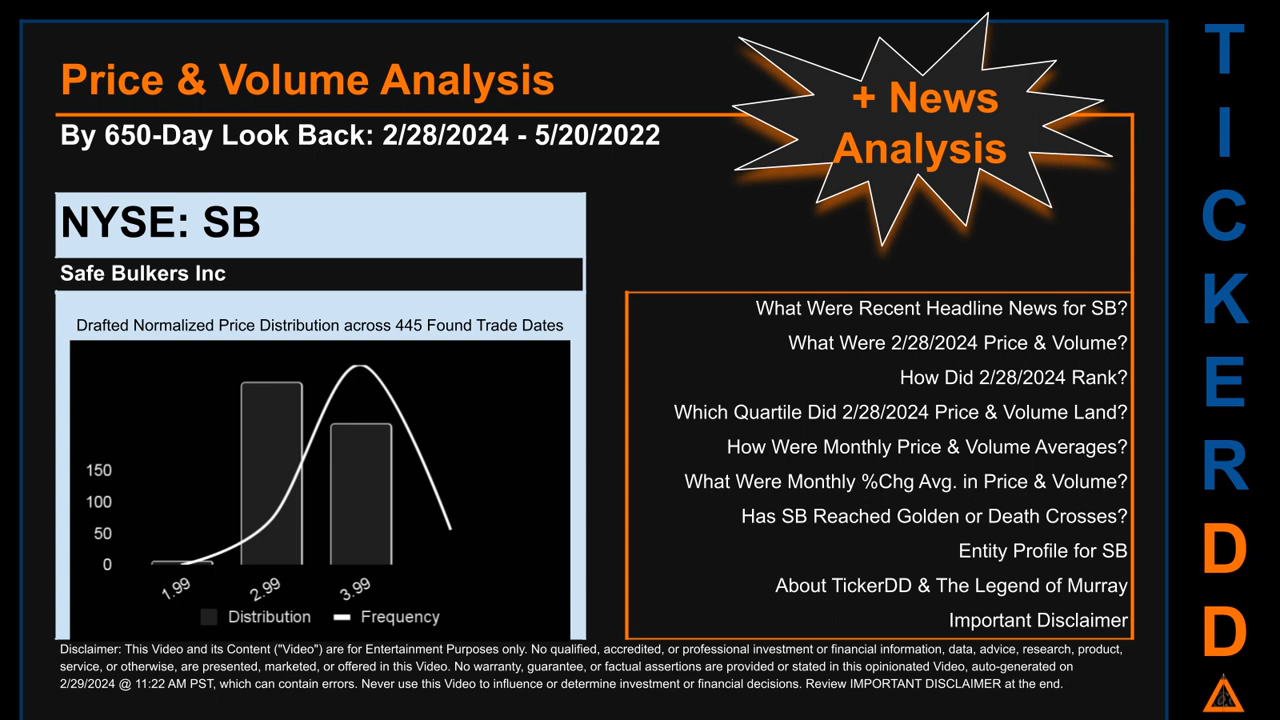 Price & Volume Analysis
+ News
Analysis
By 650-Day Look Back: 2/28/2024 - 5/20/2022
NYSE: SB
Safe Bulkers Inc
Drafted Normalized Price Distribution across 445 Found Trade Dates
150
100
50
0
1.99
2.99
3.99
Distribution
Frequency
What Were Recent Headline News for SB?
What Were 2/28/2024 Price & Volume?
How Did 2/28/2024 Rank?
Which Quartile Did 2/28/2024 Price & Volume Land?
How Were Monthly Price & Volume Averages?
What Were Monthly %Chg Avg. in Price & Volume?
Has SB Reached Golden or Death Crosses?
Entity Profile for SB
About TickerDD & The Legend of Murray
Important Disclaimer
Disclaimer: This Video and its Content ("Video") are for Entertainment Purposes only. No qualified, accredited, or professional investment or financial information, data, advice, research, product,
service, or otherwise, are presented, marketed, or offered in this Video. No warranty, guarantee, or factual assertions are provided or stated in this opinionated Video, auto-generated on
2/29/2024 @ 11:22 AM PST, which can contain errors. Never use this Video to influence or determine investment or financial decisions. Review IMPORTANT DISCLAIMER at the end.
T
I
C
K
E
R
D
D